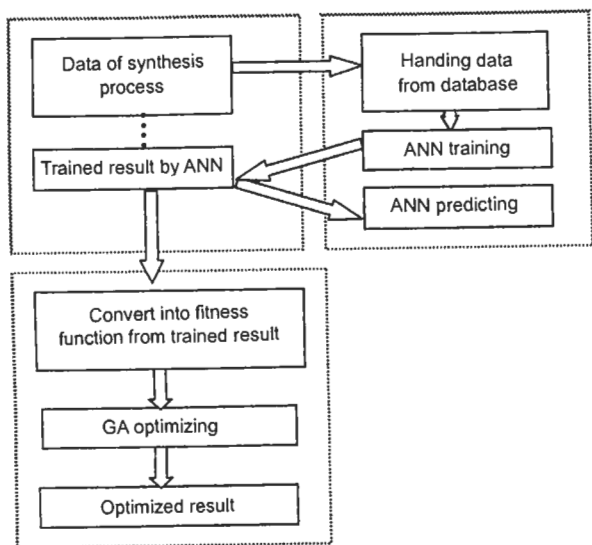 Data of synthesis
process
Handing data
from database
Trained result by ANN
ANN training
ANN predicting
Convert into fitness
function from trained result
GA optimizing
Optimized result